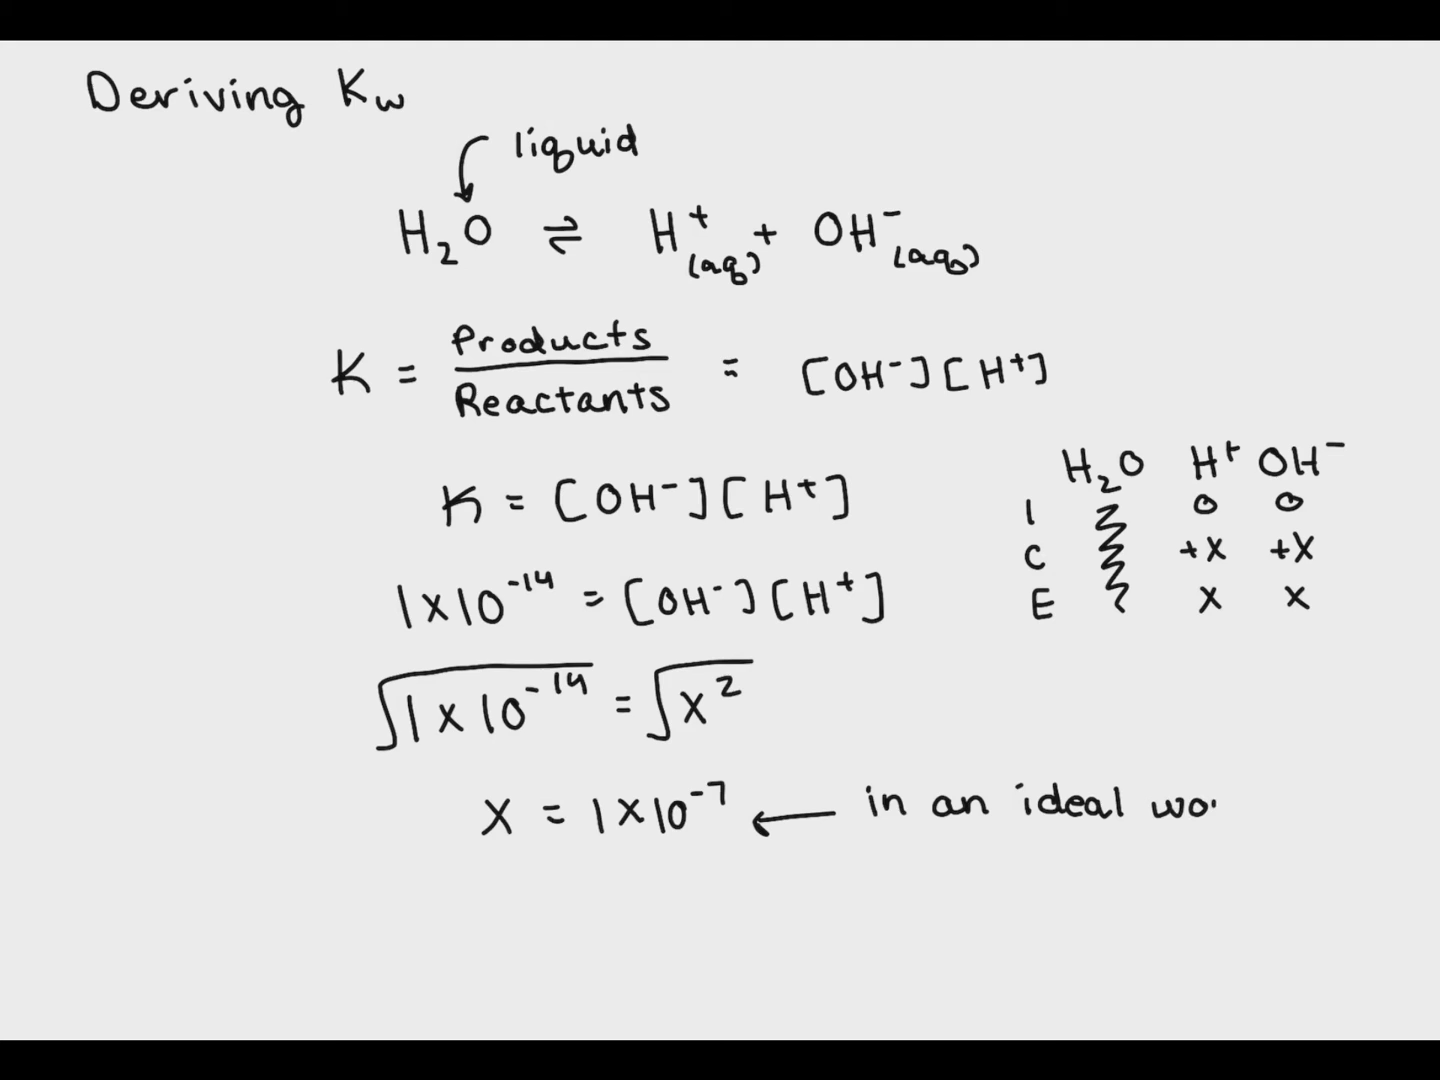 Deriving Kw
liquid
H₂O ⇌ H⁺(aq) + OH⁻(aq)
K = Products / Reactants = [OH⁻][H⁺]
K = [OH⁻][H⁺]
1 x 10⁻¹⁴ = [OH⁻][H⁺]
√1 x 10⁻¹⁴ = √x²
x = 1 x 10⁻⁷ ← in an ideal wo
H₂O H⁺ OH⁻
I 0 0
C +x +x
E x x